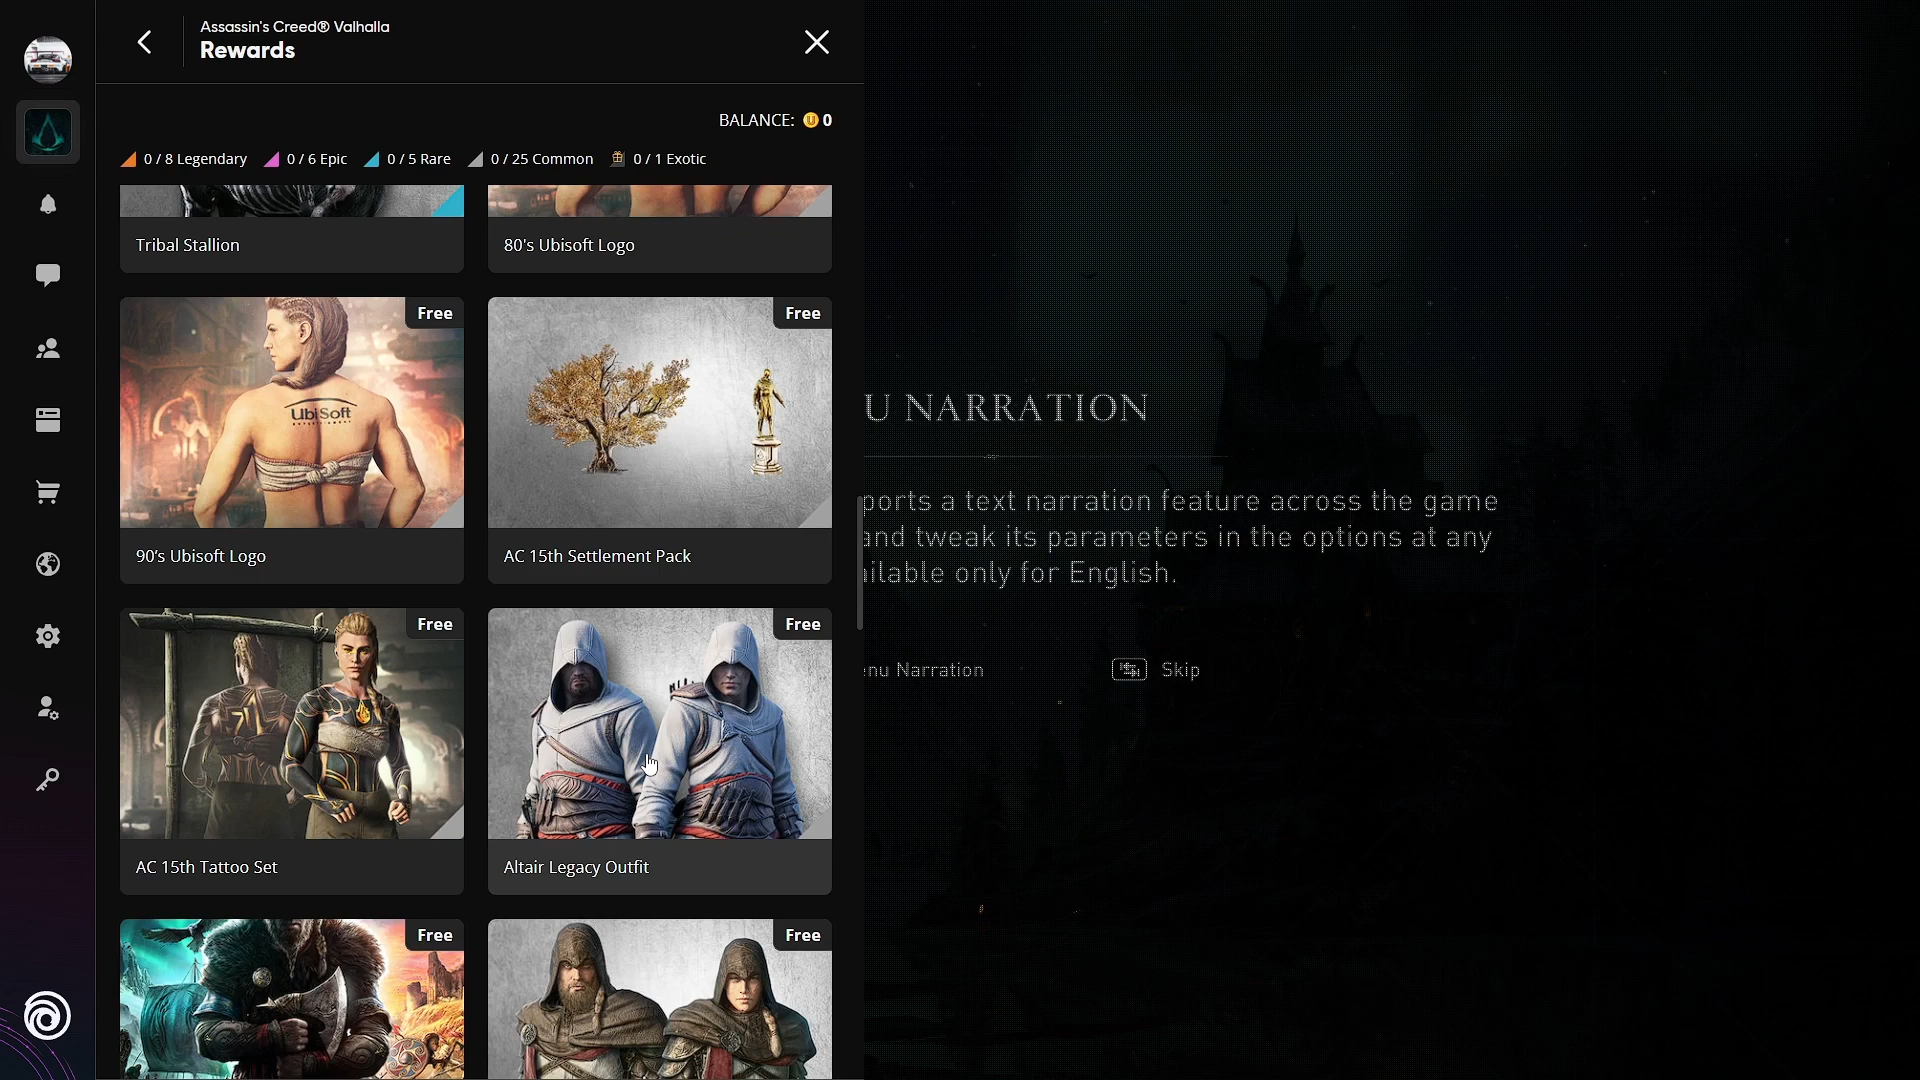 Assassin's Creed® Valhalla
Rewards
BALANCE: 0
0 / 8 Legendary 0 / 6 Epic 0 / 5 Rare 0 / 25 Common 0 / 1 Exotic
Tribal Stallion
80's Ubisoft Logo
Free
UbiSoft
ENTERTAINMENT
90's Ubisoft Logo
Free
AC 15th Settlement Pack
Free
AC 15th Tattoo Set
Free
Altair Legacy Outfit
Free
Free
U NARRATION
ports a text narration feature across the game
and tweak its parameters in the options at any
ilable only for English.
enu Narration
Skip